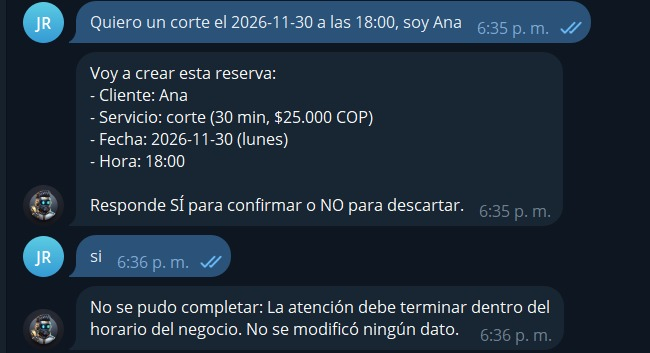 JR
Quiero un corte el 2026-11-30 a las 18:00, soy Ana 6:35 p. m.
Voy a crear esta reserva:
- Cliente: Ana
- Servicio: corte (30 min, $25.000 COP)
- Fecha: 2026-11-30 (lunes)
- Hora: 18:00
Responde SÍ para confirmar o NO para descartar. 6:35 p. m.
JR
si 6:36 p. m.
No se pudo completar: La atención debe terminar dentro del
horario del negocio. No se modificó ningún dato. 6:36 p. m.